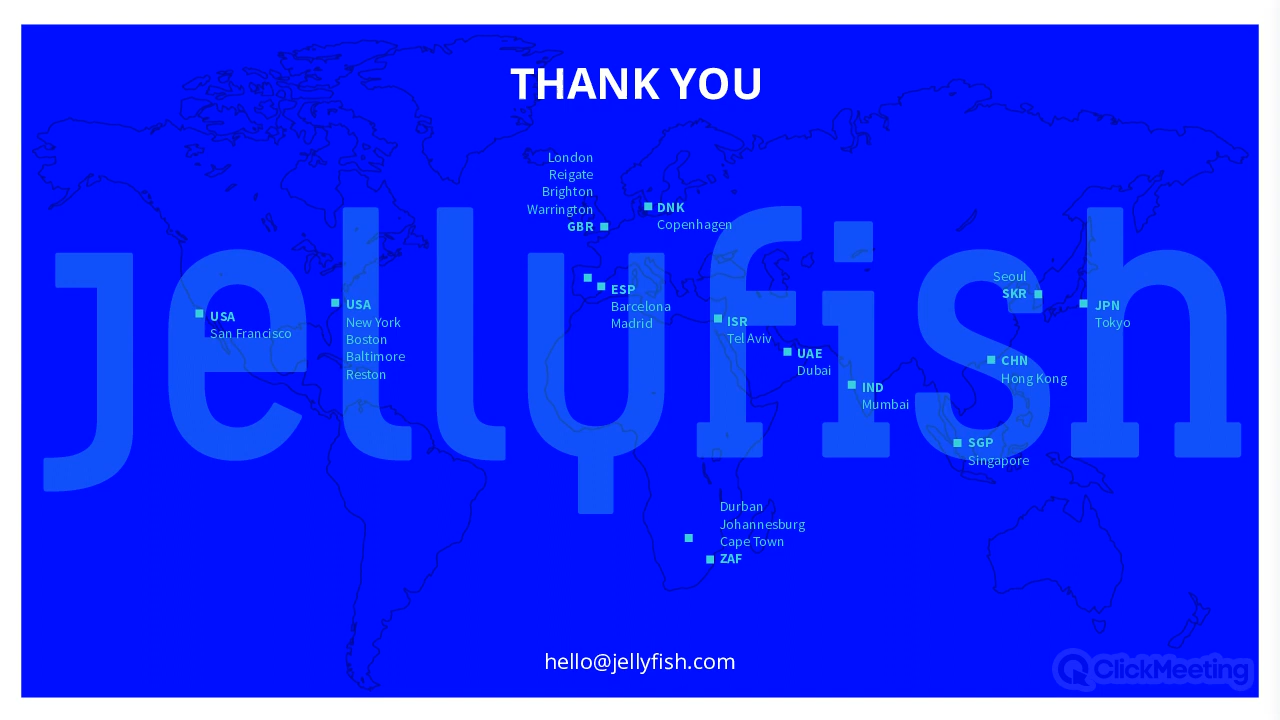 THANK YOU
London
Reigate
Brighton
Warrington
GBR
DNK
Copenhagen
jellyfish
USA
San Francisco
USA
New York
Boston
Baltimore
Reston
ESP
Barcelona
Madrid
ISR
Tel Aviv
UAE
Dubai
IND
Mumbai
Seoul
SKR
JPN
Tokyo
CHN
Hong Kong
SGP
Singapore
Durban
Johannesburg
Cape Town
ZAF
hello@jellyfish.com
ClickMeeting